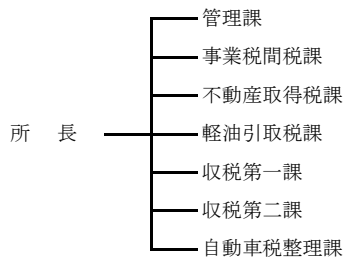 管理課
事業税間税課
不動産取得税課
所　長
軽油引取税課
収税第一課
収税第二課
自動車税整理課